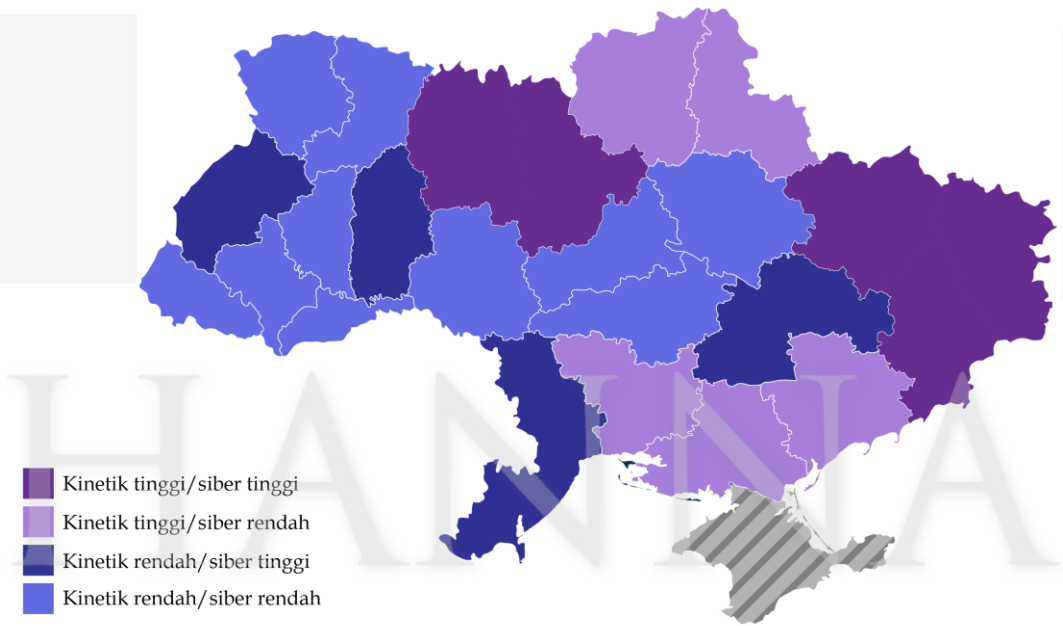 HANNA
Kinetik tinggi/siber tinggi
Kinetik tinggi/siber rendah
Kinetik rendah/siber tinggi
Kinetik rendah/siber rendah